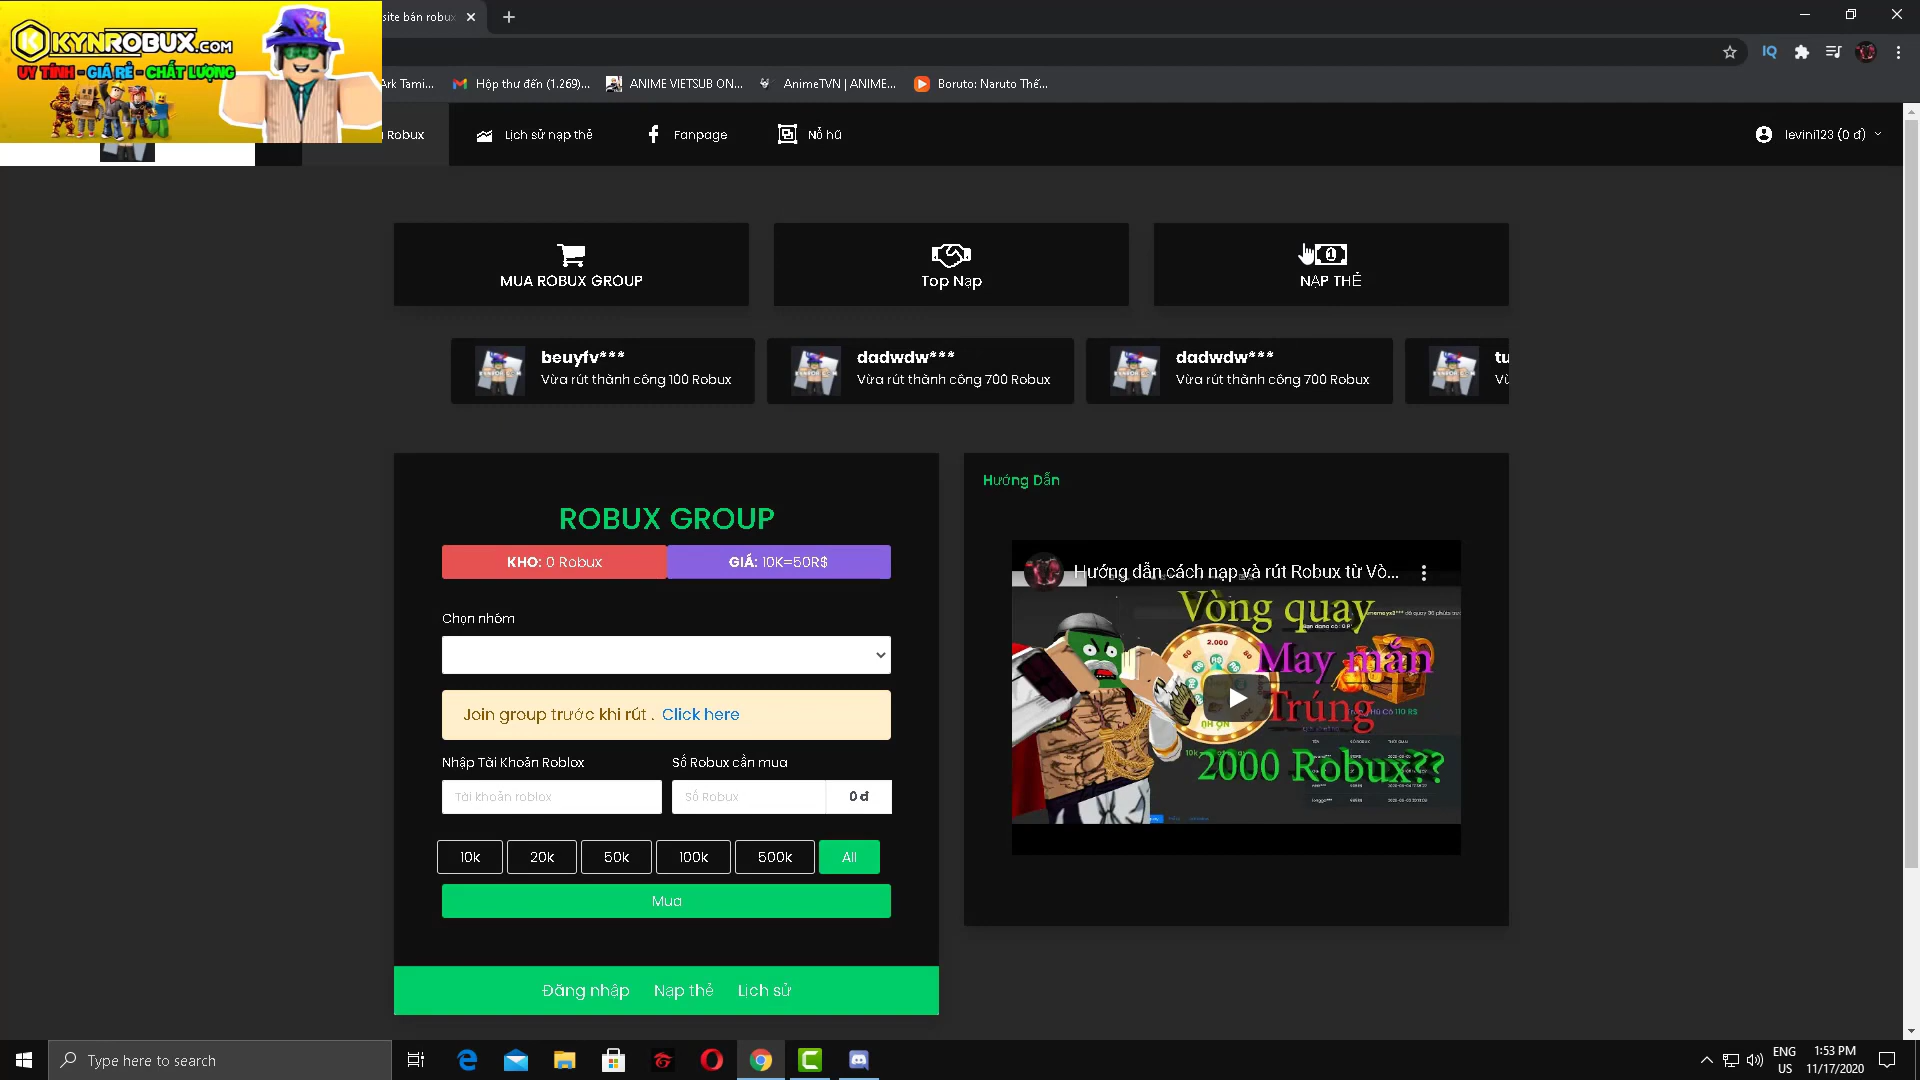 KYNROBUX.COM
UY TÍN - GIÁ RẺ - CHẤT LƯỢNG
site bán robux
IQ
Ark Tami...
Hộp thư đến (1.269)...
ANIME VIETSUB ON...
AnimeTVN | ANIME...
Boruto: Naruto Thế...
Robux
Lịch sử nạp thẻ
Fanpage
Nổ hũ
levini123 (0 đ)
MUA ROBUX GROUP
Top Nạp
NẠP THẺ
beuyfv***
Vừa rút thành công 100 Robux
dadwdw***
Vừa rút thành công 700 Robux
dadwdw***
Vừa rút thành công 700 Robux
tu
Vừ
ROBUX GROUP
KHO: 0 Robux
GIÁ: 10K=50R$
Chọn nhóm
Join group trước khi rút . Click here
Nhập Tài Khoản Roblox
Số Robux cần mua
Tài khoản roblox
Số Robux
0 đ
10k
20k
50k
100k
500k
All
Mua
Đăng nhập
Nạp thẻ
Lịch sử
Hướng Dẫn
Hướng dẫn cách nạp và rút Robux từ Vò...
Vòng quay
May mắn
Trúng
2000 Robux??
2.000
Type here to search
ENG
US
1:53 PM
11/17/2020